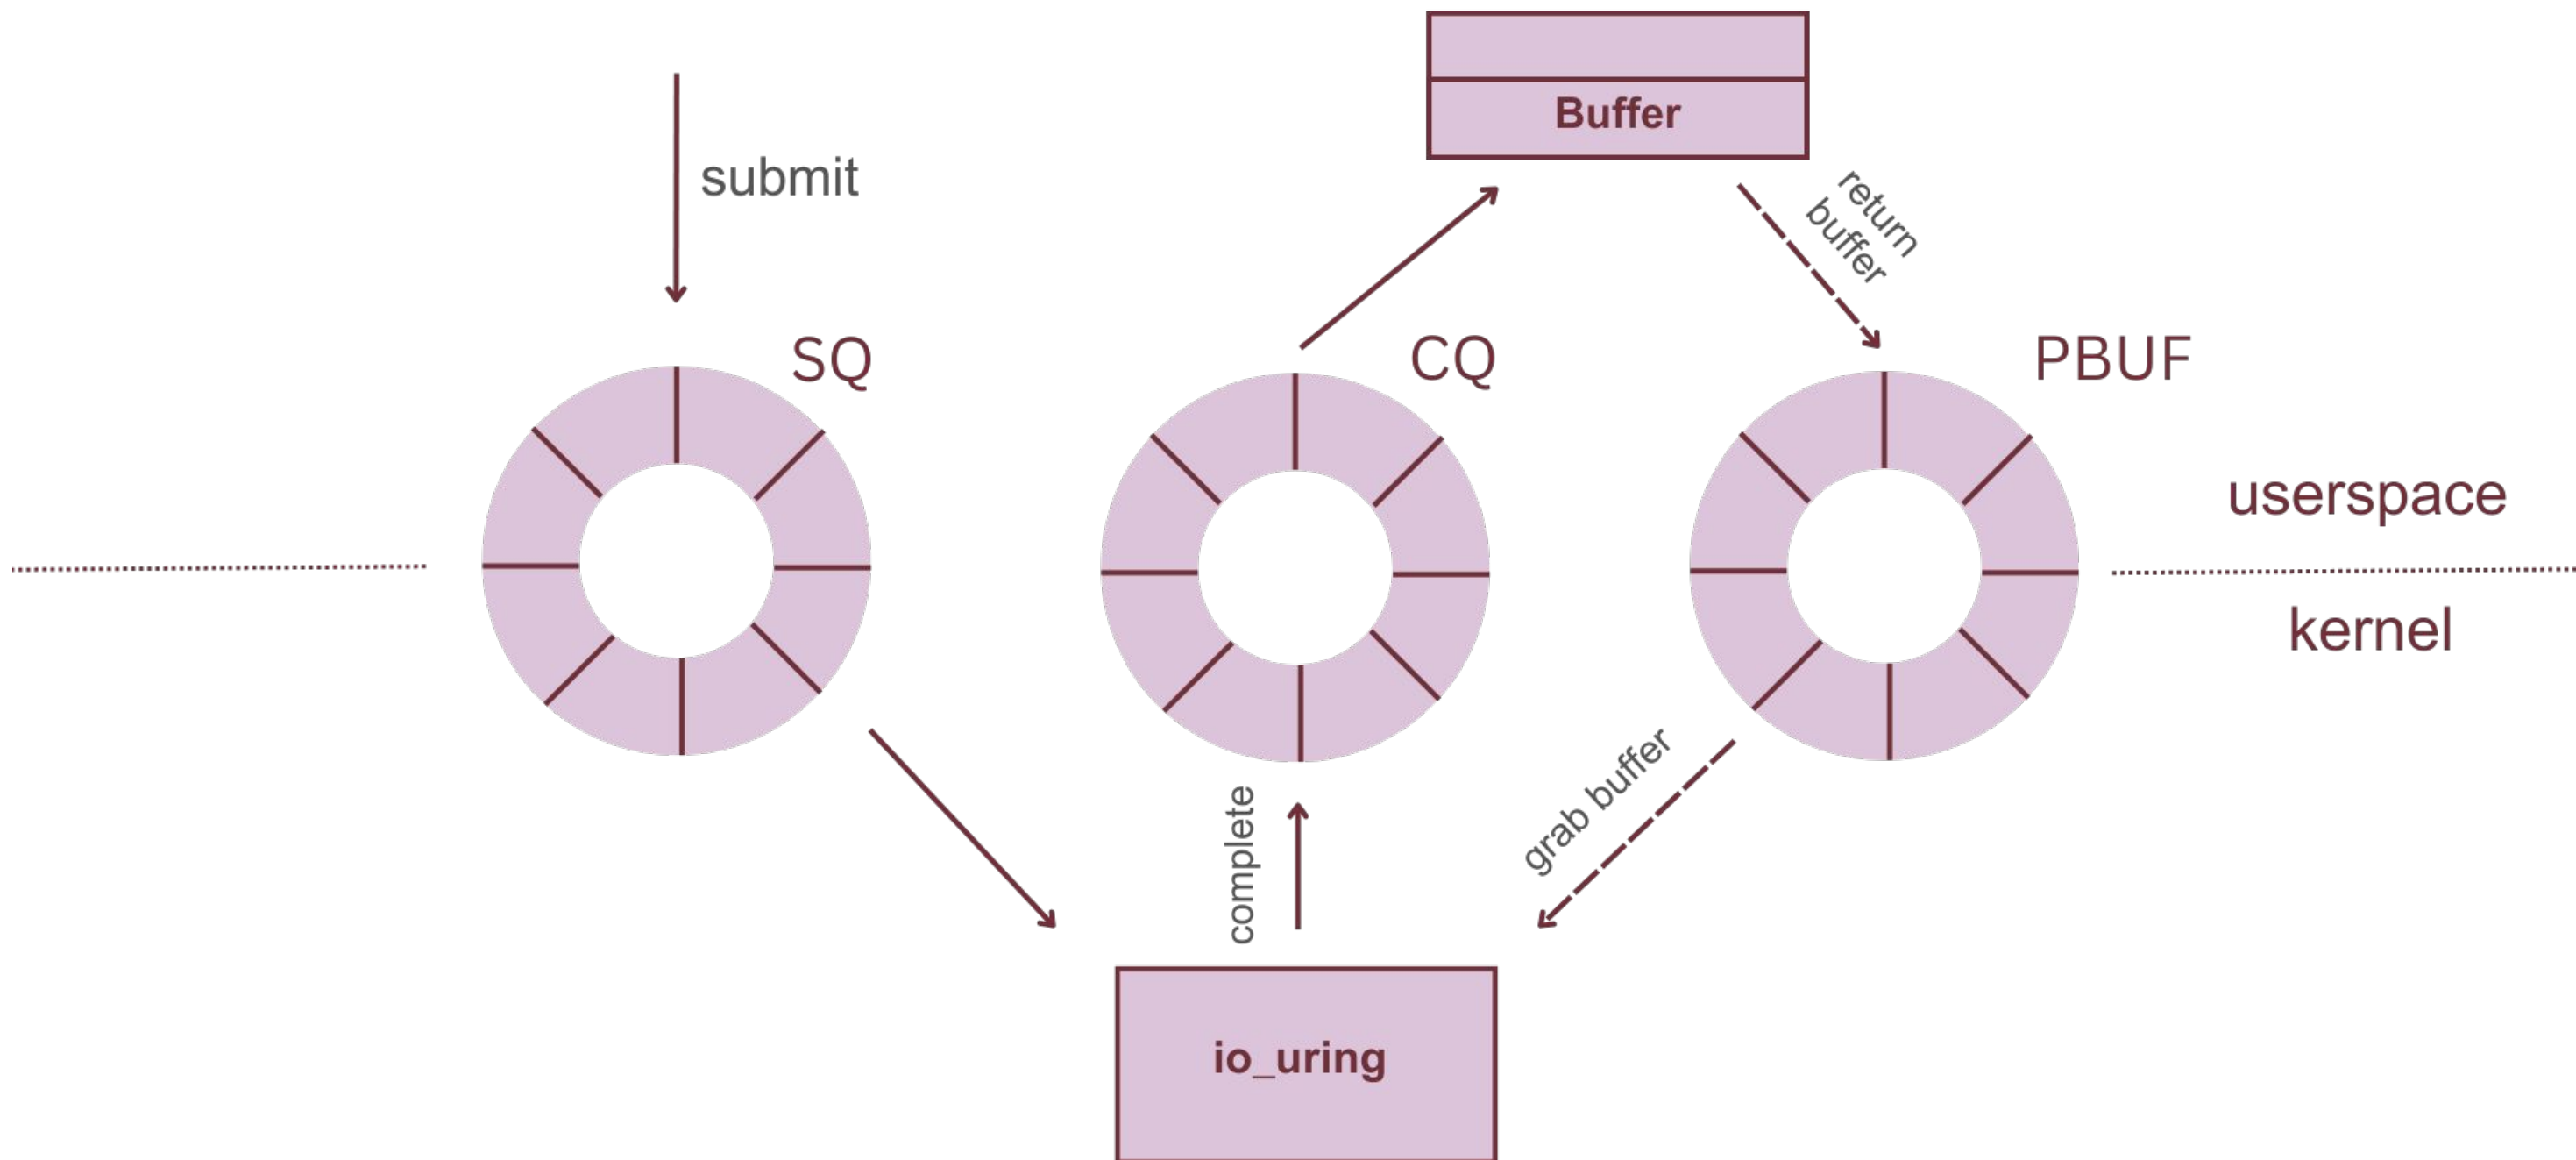 Buffer
submit
return
buffer
SQ
CQ
PBUF
userspace
kernel
grab buffer
complete
io_uring